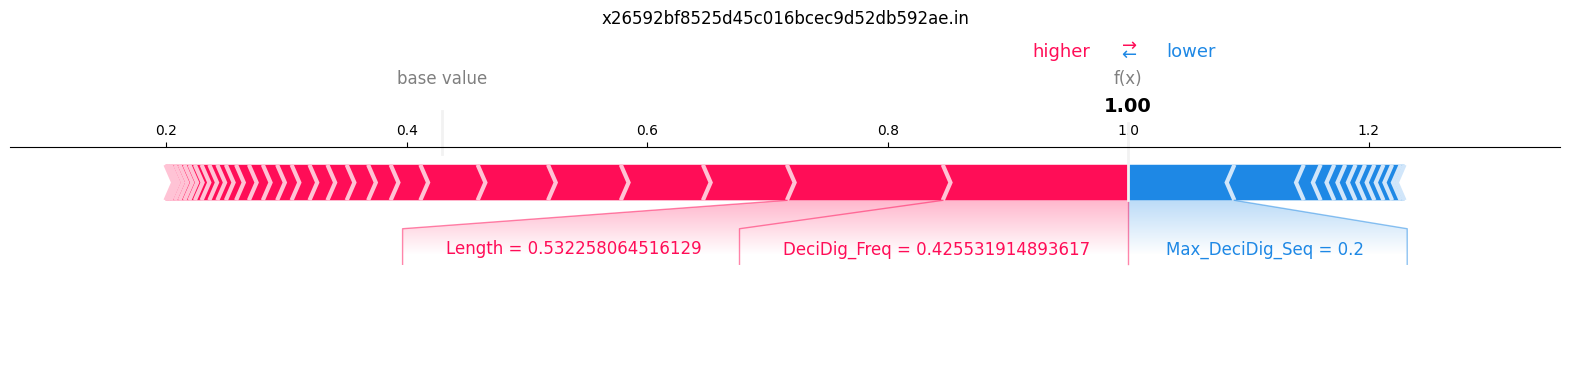 x26592bf8525d45c016bcec9d52db592ae.in
higher ⇄ lower
base value f(x)
1.00
0.2 0.4 0.6 0.8 1.0 1.2
Length = 0.532258064516129 DeciDig_Freq = 0.425531914893617 Max_DeciDig_Seq = 0.2